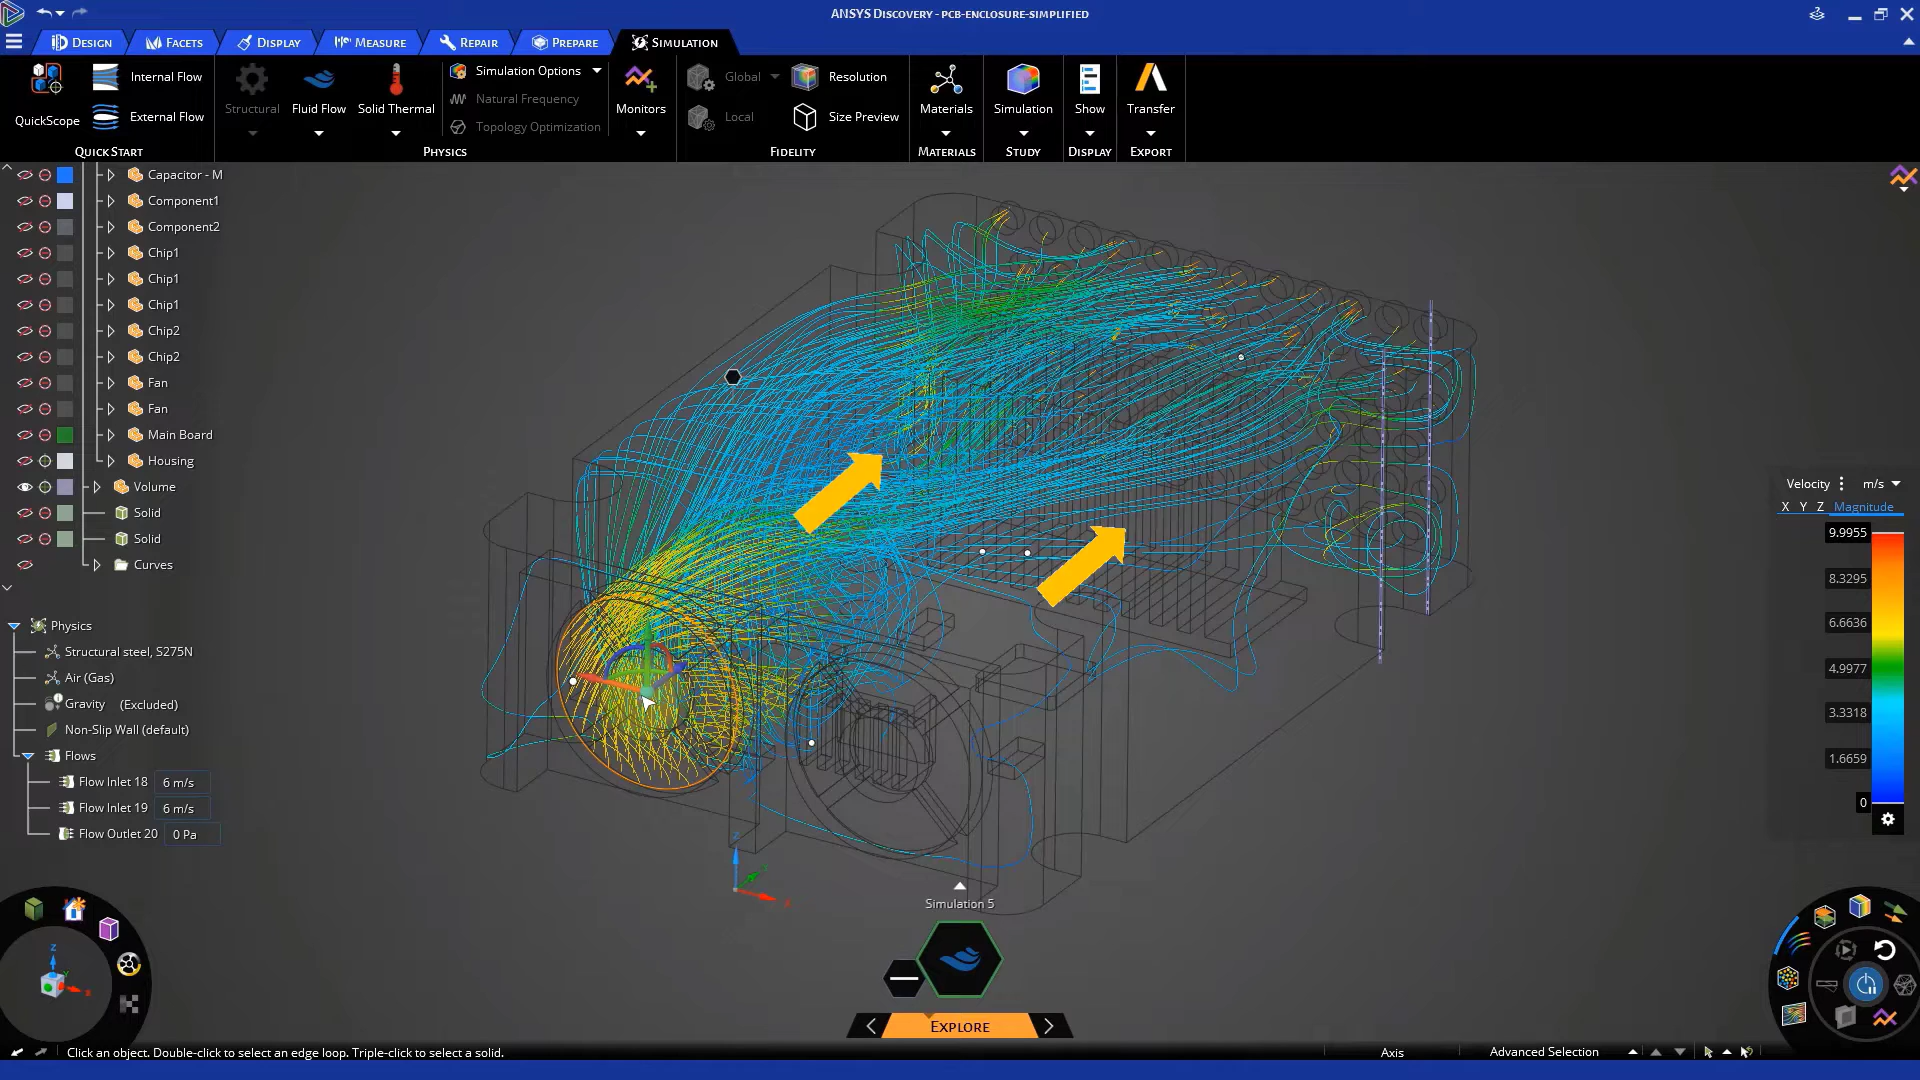 ANSYS Discovery - pcb-enclosure-simplified
Design Facets Display Measure Repair Prepare Simulation
QuickScope
Internal Flow
External Flow
Quick Start
Structural
Fluid Flow
Solid Thermal
Simulation Options
Natural Frequency
Topology Optimization
Physics
Monitors
Global
Local
Resolution
Size Preview
Fidelity
Materials
Materials
Simulation
Study
Show
Display
Transfer
Export
Capacitor - M
Component1
Component2
Chip1
Chip1
Chip1
Chip2
Chip2
Fan
Fan
Main Board
Housing
Volume
Solid
Solid
Curves
Physics
Structural steel, S275N
Air (Gas)
Gravity (Excluded)
Non-Slip Wall (default)
Flows
Flow Inlet 18 6 m/s
Flow Inlet 19 6 m/s
Flow Outlet 20 0 Pa
Velocity m/s
X Y Z Magnitude
9.9955
8.3295
6.6636
4.9977
3.3318
1.6659
0
Z
X
Z
Y
X
Simulation 5
Explore
Click an object. Double-click to select an edge loop. Triple-click to select a solid.
Axis
Advanced Selection